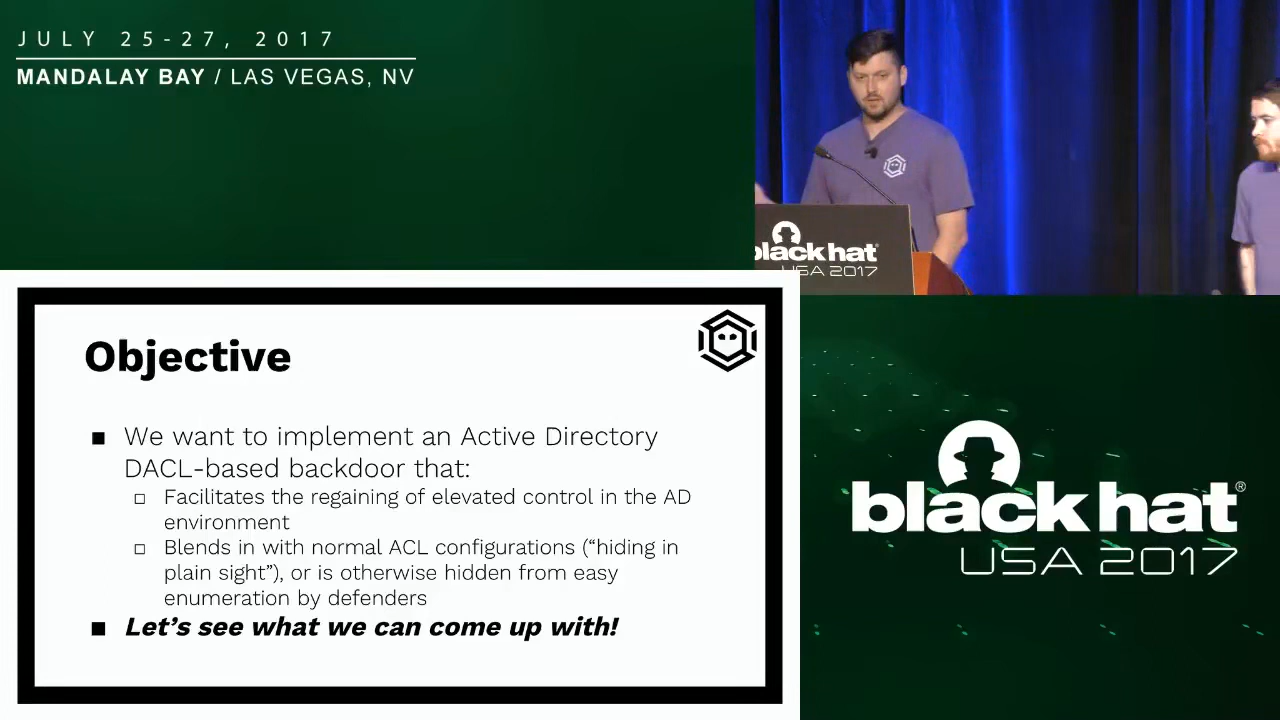 JULY 25-27, 2017
MANDALAY BAY / LAS VEGAS, NV
black hat
USA 2017
Objective
■ We want to implement an Active Directory
DACL-based backdoor that:
□ Facilitates the regaining of elevated control in the AD
environment
□ Blends in with normal ACL configurations (“hiding in
plain sight”), or is otherwise hidden from easy
enumeration by defenders
■ Let’s see what we can come up with!
black hat®
USA 2017